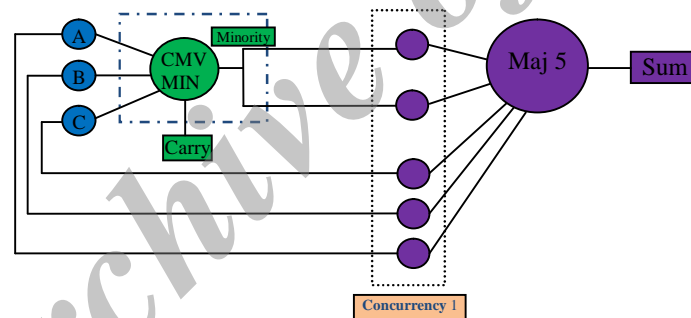 A
Minority
CMV
MIN
B
Maj 5
Sum
C
Carry
Concurrency 1